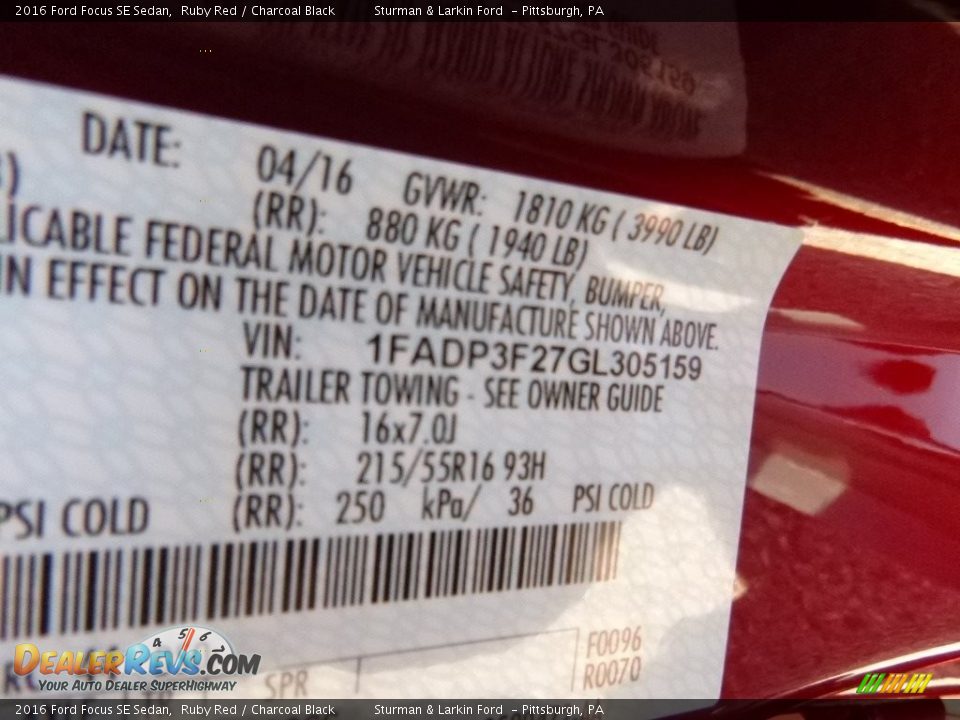 2016 Ford Focus SE Sedan, Ruby Red / Charcoal Black Sturman & Larkin Ford - Pittsburgh, PA
DATE: 04/16 GVWR: 1810 KG ( 3990 LB)
(RR): 880 KG ( 1940 LB)
LICABLE FEDERAL MOTOR VEHICLE SAFETY, BUMPER,
IN EFFECT ON THE DATE OF MANUFACTURE SHOWN ABOVE.
VIN: 1FADP3F27GL305159
TRAILER TOWING - SEE OWNER GUIDE
(RR): 16x7.0J
(RR): 215/55R16 93H
PSI COLD (RR): 250 kPa/ 36 PSI COLD
F0096
SPR R0070
4 5 6
DEALERREVS.COM
YOUR AUTO DEALER SUPERHIGHWAY
2016 Ford Focus SE Sedan, Ruby Red / Charcoal Black Sturman & Larkin Ford - Pittsburgh, PA